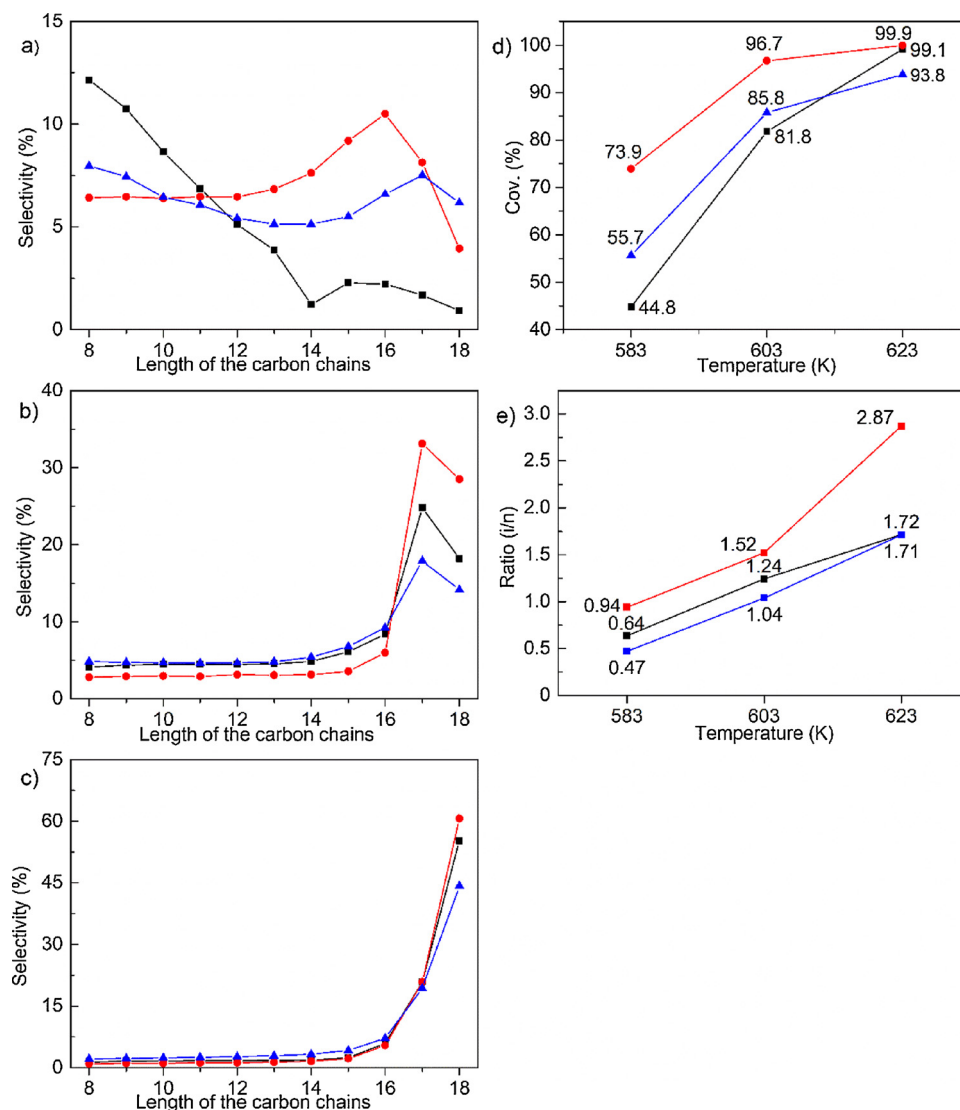 a)
15
10
5
0
Selectivity (%)
8 10 12 14 16 18
Length of the carbon chains
b)
40
30
20
10
0
Selectivity (%)
8 10 12 14 16 18
Length of the carbon chains
c)
75
60
45
30
15
0
Selectivity (%)
8 10 12 14 16 18
Length of the carbon chains
d)
100
90
80
70
60
50
40
Cov. (%)
99.9
96.7
99.1
93.8
85.8
81.8
73.9
55.7
44.8
583 603 623
Temperature (K)
e)
3.0
2.5
2.0
1.5
1.0
0.5
0
Ratio (i/n)
2.87
1.72
1.71
1.52
1.24
1.04
0.94
0.64
0.47
583 603 623
Temperature (K)